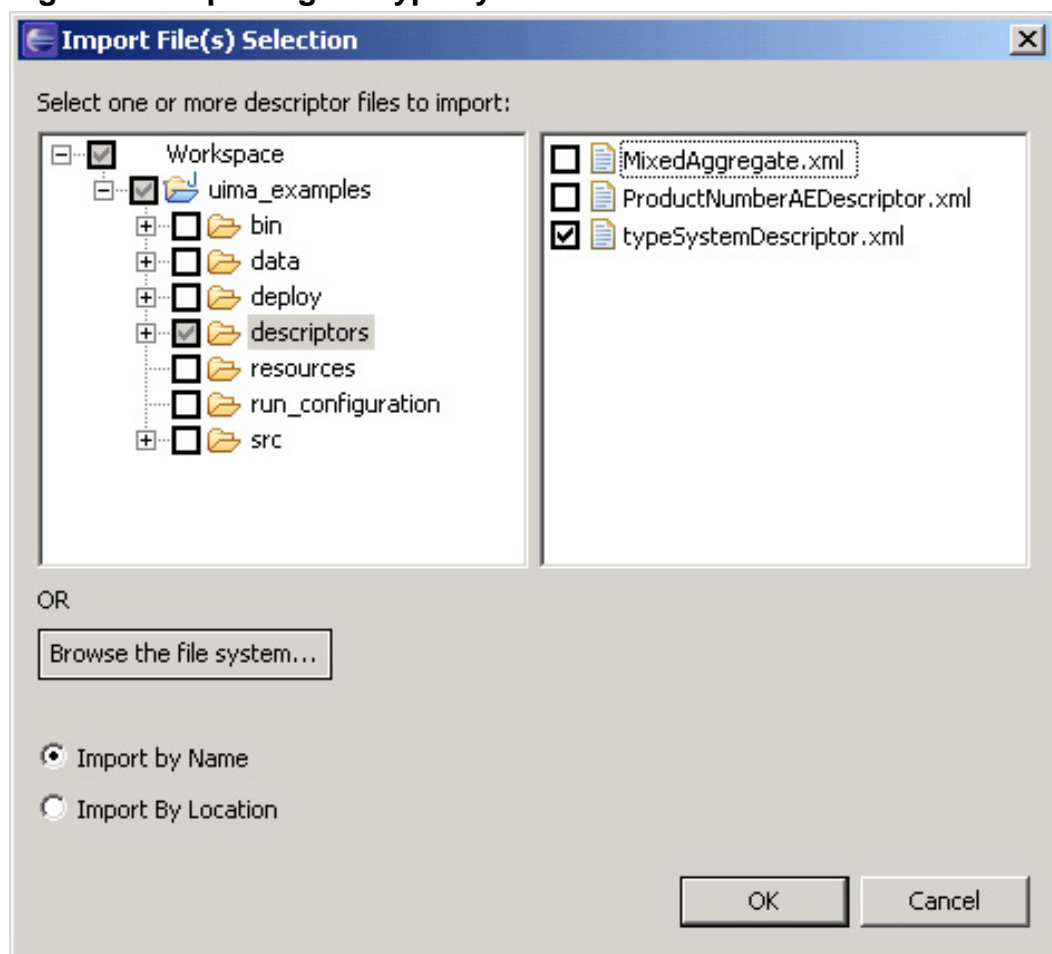 Import File(s) Selection
Select one or more descriptor files to import:
Workspace
uima_examples
bin
data
deploy
descriptors
resources
run_configuration
src
MixedAggregate.xml
ProductNumberAEDescriptor.xml
typeSystemDescriptor.xml
OR
Browse the file system...
Import by Name
Import By Location
OK Cancel